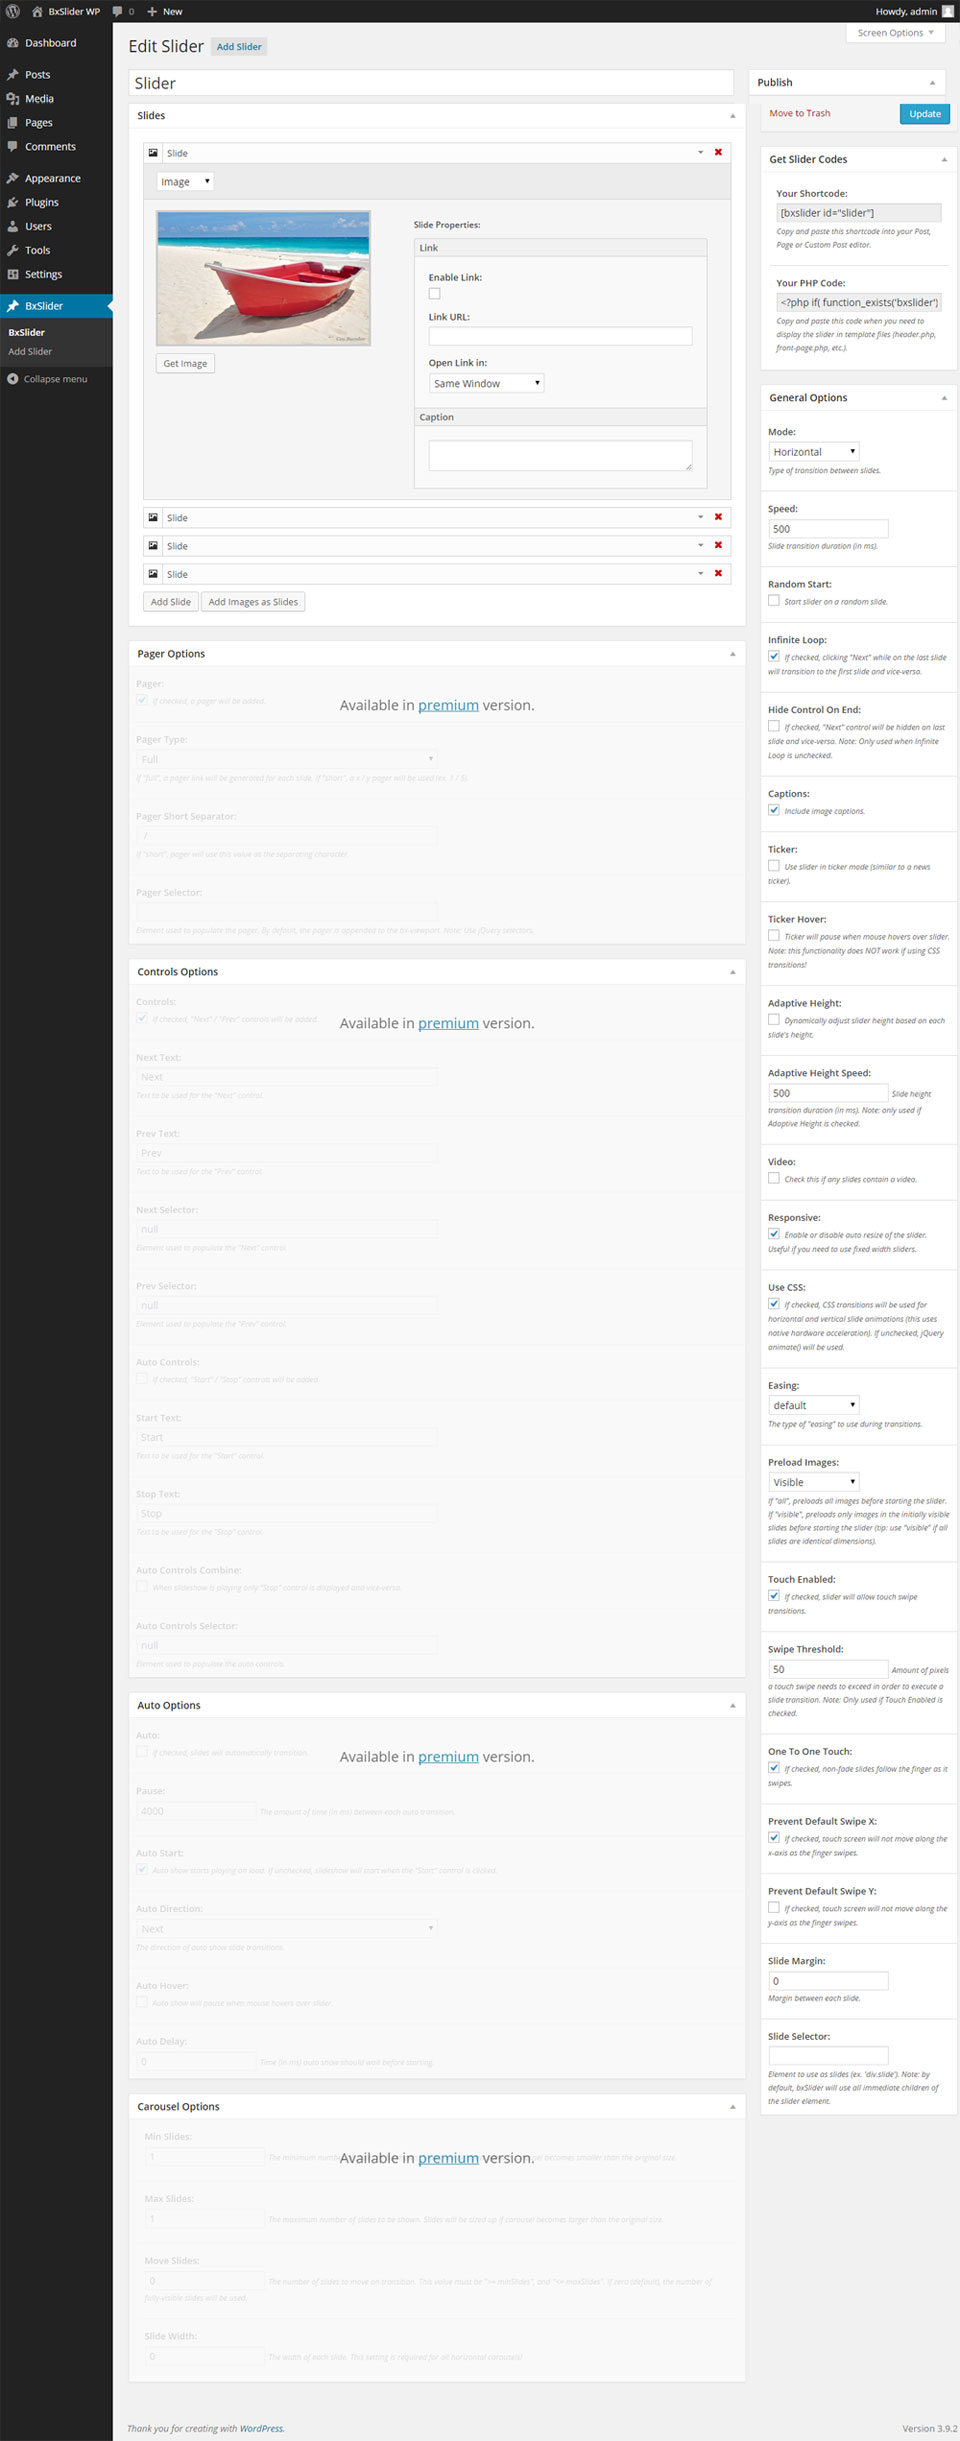 BxSlider WP 0 New Howdy, admin
Dashboard
Posts
Media
Pages
Comments
Appearance
Plugins
Users
Tools
Settings
BxSlider
BxSlider
Add Slider
Collapse menu
Screen Options
Edit Slider Add Slider
Slider
Slides
Slide
Image
Get Image
Slide Properties:
Link
Enable Link:
Link URL:
Open Link in:
Same Window
Caption
Slide
Slide
Slide
Add Slide Add Images as Slides
Pager Options
Available in premium version.
Pager:
If checked, a pager will be added.
Pager Type:
Full
If "full", a pager link will be generated for each slide. If "short", a x / y pager will be used (ex. 1 / 5).
Pager Short Separator:
/
If "short", pager will use this value as the separating character.
Pager Selector:
Element used to populate the pager. By default, the pager is appended to the bx-viewport. Note: Use jQuery selectors.
Controls Options
Available in premium version.
Controls:
If checked, "Next" / "Prev" controls will be added.
Next Text:
Next
Text to be used for the "Next" control.
Prev Text:
Prev
Text to be used for the "Prev" control.
Next Selector:
null
Element used to populate the "Next" control.
Prev Selector:
null
Element used to populate the "Prev" control.
Auto Controls:
If checked, "Start" / "Stop" controls will be added.
Start Text:
Start
Text to be used for the "Start" control.
Stop Text:
Stop
Text to be used for the "Stop" control.
Auto Controls Combine:
When slideshow is playing only "Stop" control is displayed and vice-versa.
Auto Controls Selector:
null
Element used to populate the auto controls.
Auto Options
Available in premium version.
Auto:
If checked, slides will automatically transition.
Pause:
4000 The amount of time (in ms) between each auto transition.
Auto Start:
Auto show starts playing on load. If unchecked, slideshow will start when the "Start" control is clicked.
Auto Direction:
Next
The direction of auto show slide transitions.
Auto Hover:
Auto show will pause when mouse hovers over slider.
Auto Delay:
0 Time (in ms) auto show should wait before starting.
Carousel Options
Available in premium version.
Min Slides:
1 The minimum becomes smaller than the original size.
Max Slides:
1 The maximum number of slides to be shown. Slides will be sized up if carousel becomes larger than the original size.
Move Slides:
0 The number of slides to move on transition. This value must be ">= minSlides", and "<= maxSlides". If zero (default), the number of
fully-visible slides will be used.
Slide Width:
0 The width of each slide. This setting is required for all horizontal carousels!
Publish
Move to Trash Update
Get Slider Codes
Your Shortcode:
[bxslider id="slider"]
Copy and paste this shortcode into your Post,
Page or Custom Post editor.
Your PHP Code:
<?php if( function_exists('bxslider')
Copy and paste this code when you need to
display the slider in template files (header.php,
front-page.php, etc.).
General Options
Mode:
Horizontal
Type of transition between slides.
Speed:
500
Slide transition duration (in ms).
Random Start:
Start slider on a random slide.
Infinite Loop:
If checked, clicking "Next" while on the last slide
will transition to the first slide and vice-versa.
Hide Control On End:
If checked, "Next" control will be hidden on last
slide and vice-versa. Note: Only used when Infinite
Loop is unchecked.
Captions:
Include image captions.
Ticker:
Use slider in ticker mode (similar to a news
ticker).
Ticker Hover:
Ticker will pause when mouse hovers over slider.
Note: this functionality does NOT work if using CSS
transitions!
Adaptive Height:
Dynamically adjust slider height based on each
slide's height.
Adaptive Height Speed:
500 Slide height
transition duration (in ms). Note: only used if
Adaptive Height is checked.
Video:
Check this if any slides contain a video.
Responsive:
Enable or disable auto resize of the slider.
Useful if you need to use fixed width sliders.
Use CSS:
If checked, CSS transitions will be used for
horizontal and vertical slide animations (this uses
native hardware acceleration). If unchecked, jQuery
animate() will be used.
Easing:
default
The type of "easing" to use during transitions.
Preload Images:
Visible
If "all", preloads all images before starting the slider.
If "visible", preloads only images in the initially visible
slides before starting the slider (tip: use "visible" if all
slides are identical dimensions).
Touch Enabled:
If checked, slider will allow touch swipe
transitions.
Swipe Threshold:
50 Amount of pixels
a touch swipe needs to exceed in order to execute a
slide transition. Note: Only used if Touch Enabled is
checked.
One To One Touch:
If checked, non-fade slides follow the finger as it
swipes.
Prevent Default Swipe X:
If checked, touch screen will not move along the
x-axis as the finger swipes.
Prevent Default Swipe Y:
If checked, touch screen will not move along the
y-axis as the finger swipes.
Slide Margin:
0
Margin between each slide.
Slide Selector:
Element to use as slides (ex. 'div.slide'). Note: by
default, bxSlider will use all immediate children of
the slider element.
Thank you for creating with WordPress. Version 3.9.2